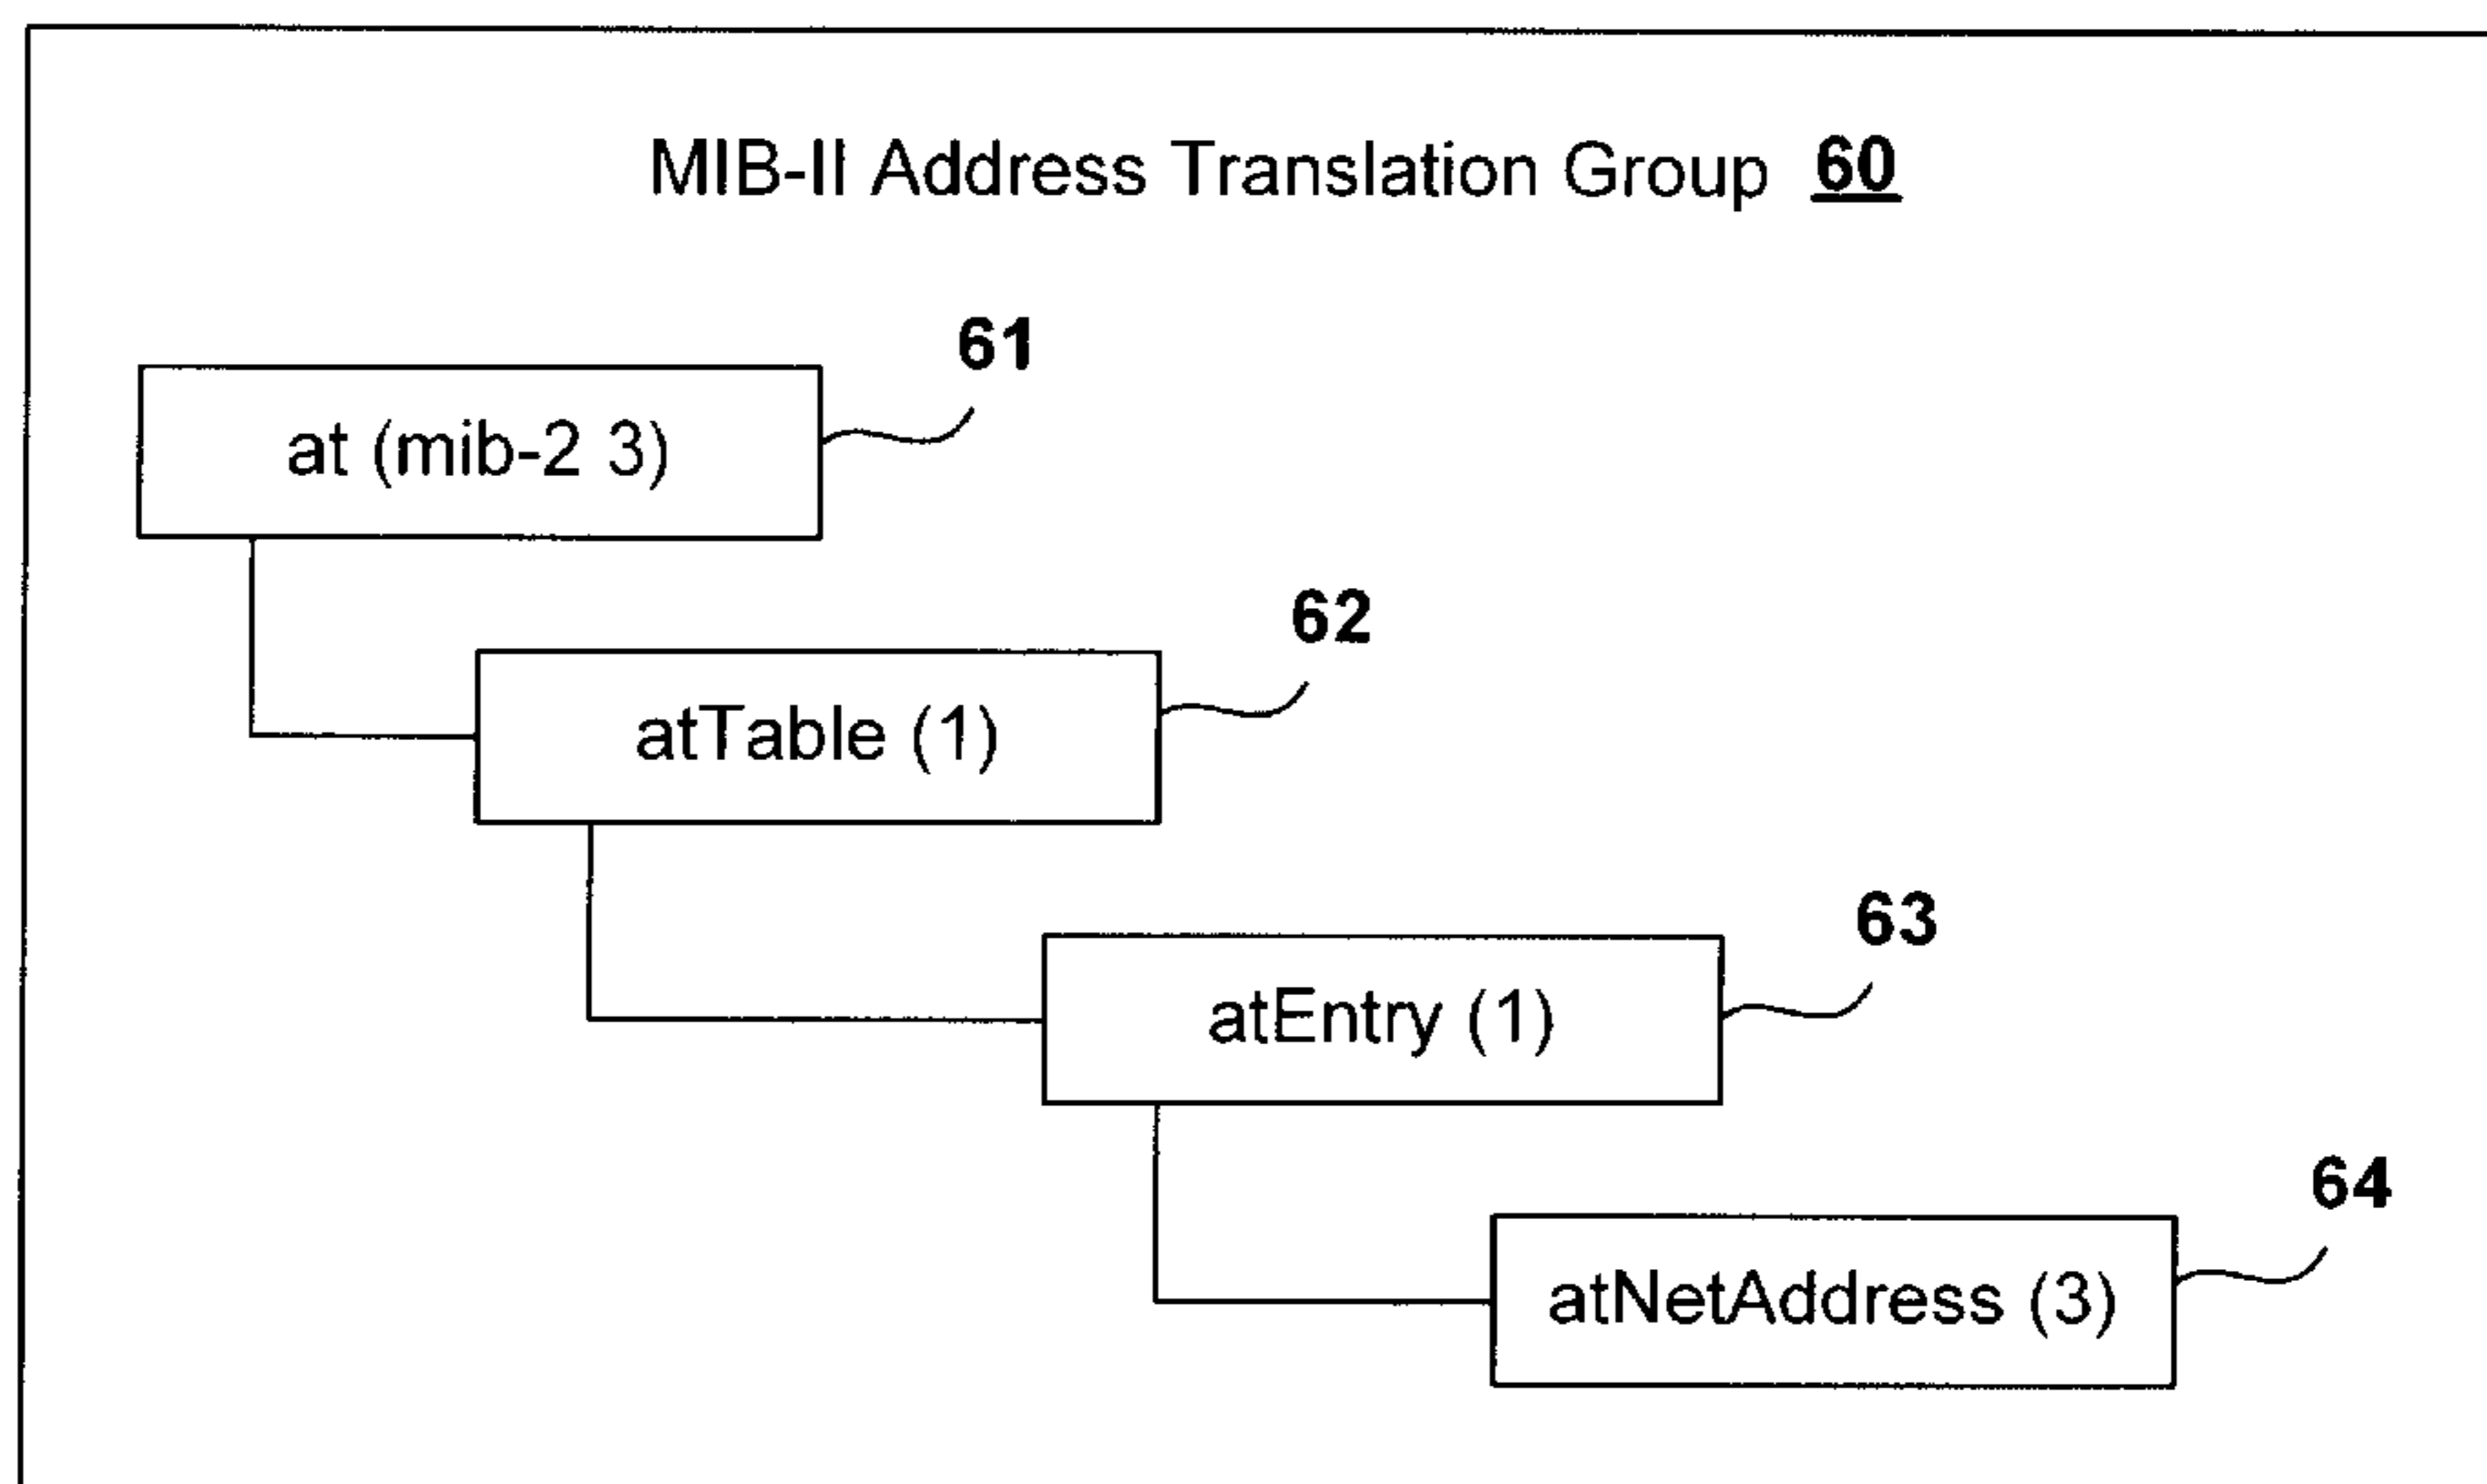 MIB-II Address Translation Group 60
61
at (mib-2 3)
62
atTable (1)
63
atEntry (1)
64
atNetAddress (3)